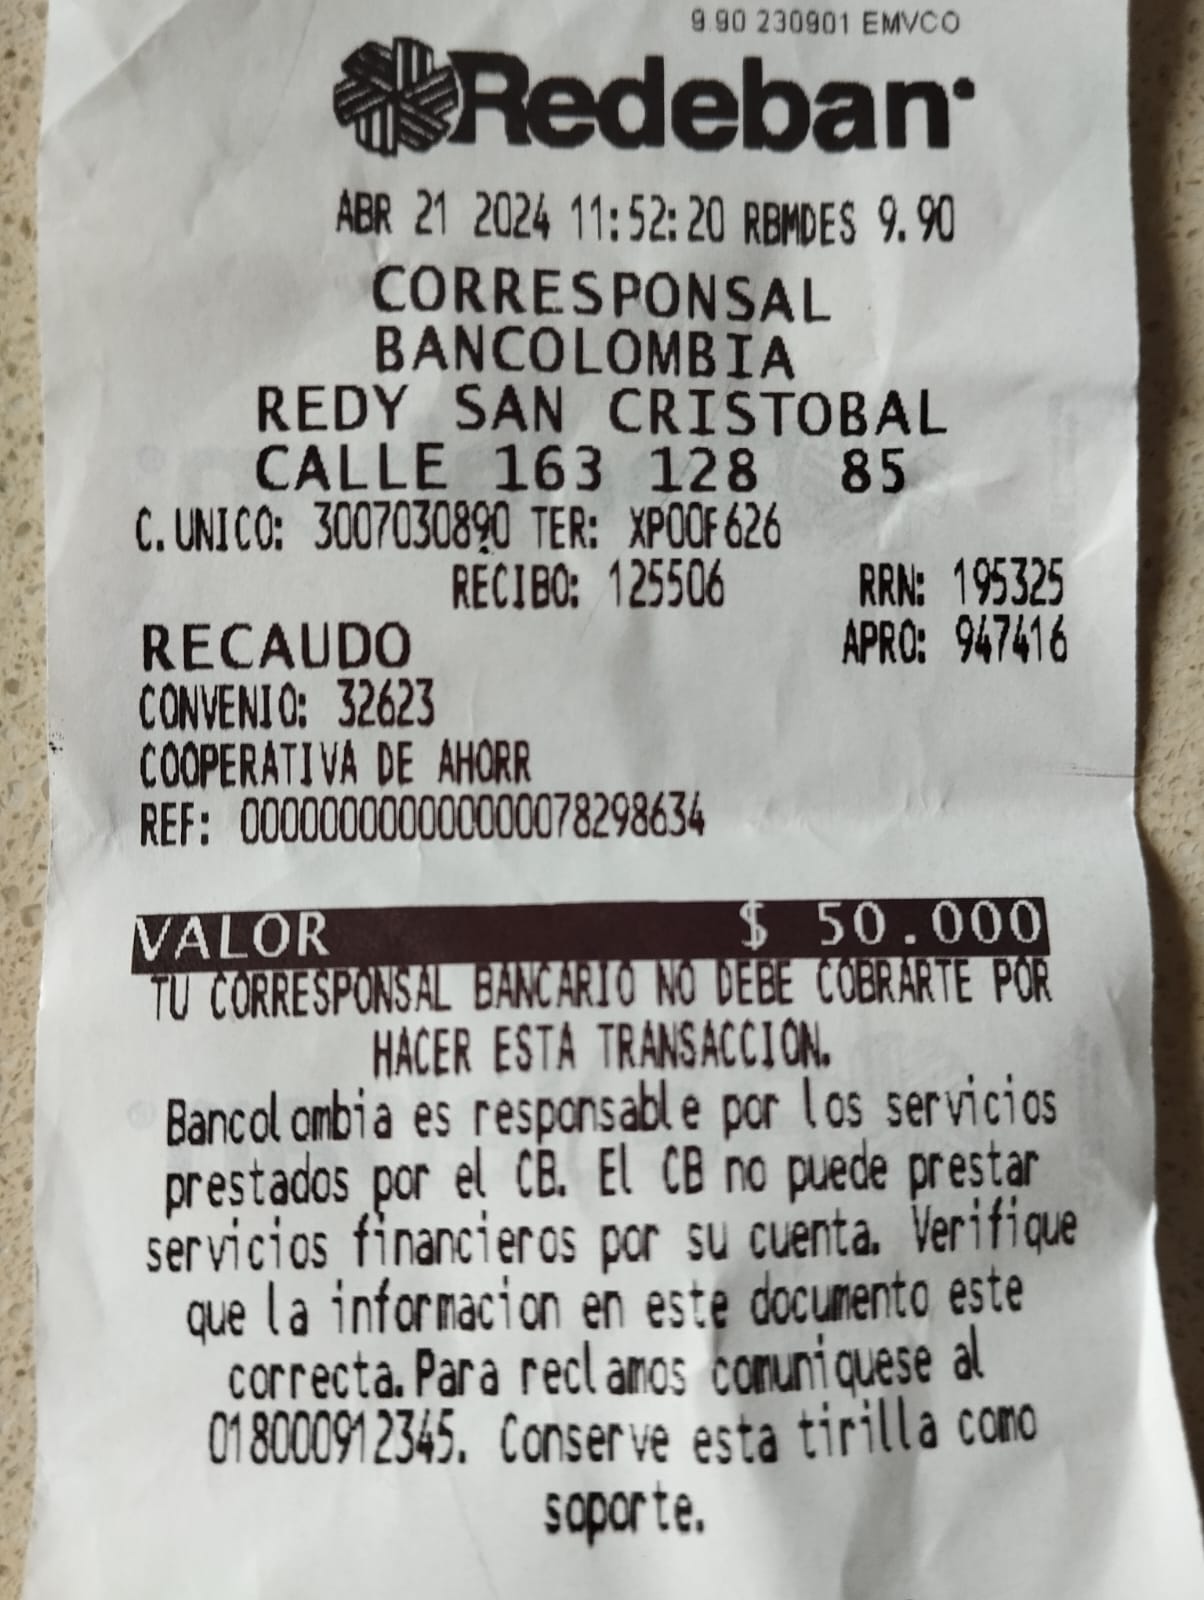 9.90 230901 EMVCO
Redeban
ABR 21 2024 11:52:20 RBMDES 9.90
CORRESPONSAL
BANCOLOMBIA
REDY SAN CRISTOBAL
CALLE 163 128 85
C.UNICO: 3007030890 TER: XP00F626
RECIBO: 125506 RRN: 195325
RECAUDO APRO: 947416
CONVENIO: 32623
COOPERATIVA DE AHORR
REF: 0000000000000000078298634
VALOR $ 50.000
TU CORRESPONSAL BANCARIO NO DEBE COBRARTE POR
HACER ESTA TRANSACCION.
Bancolombia es responsable por los servicios
prestados por el CB. El CB no puede prestar
servicios financieros por su cuenta. Verifique
que la informacion en este documento este
correcta.Para reclamos comuniquese al
018000912345. Conserve esta tirilla como
soporte.